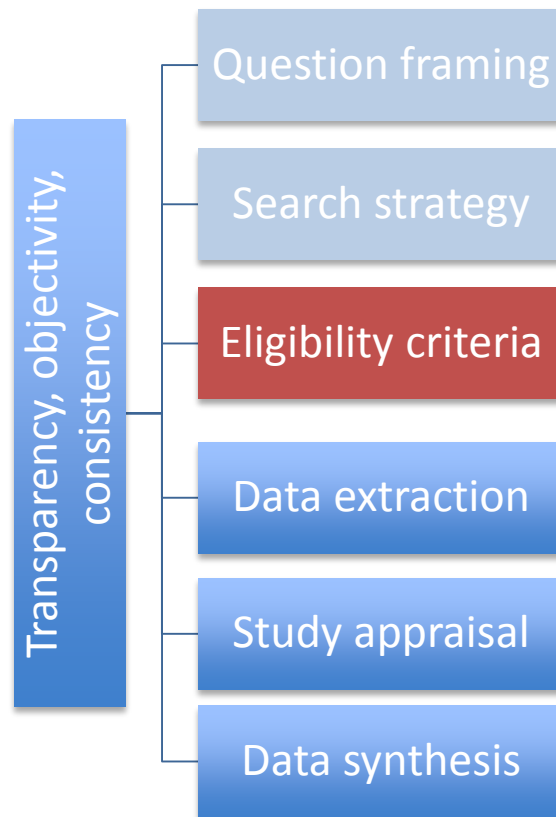 Transparency, objectivity,
consistency
Question framing
Search strategy
Eligibility criteria
Data extraction
Study appraisal
Data synthesis